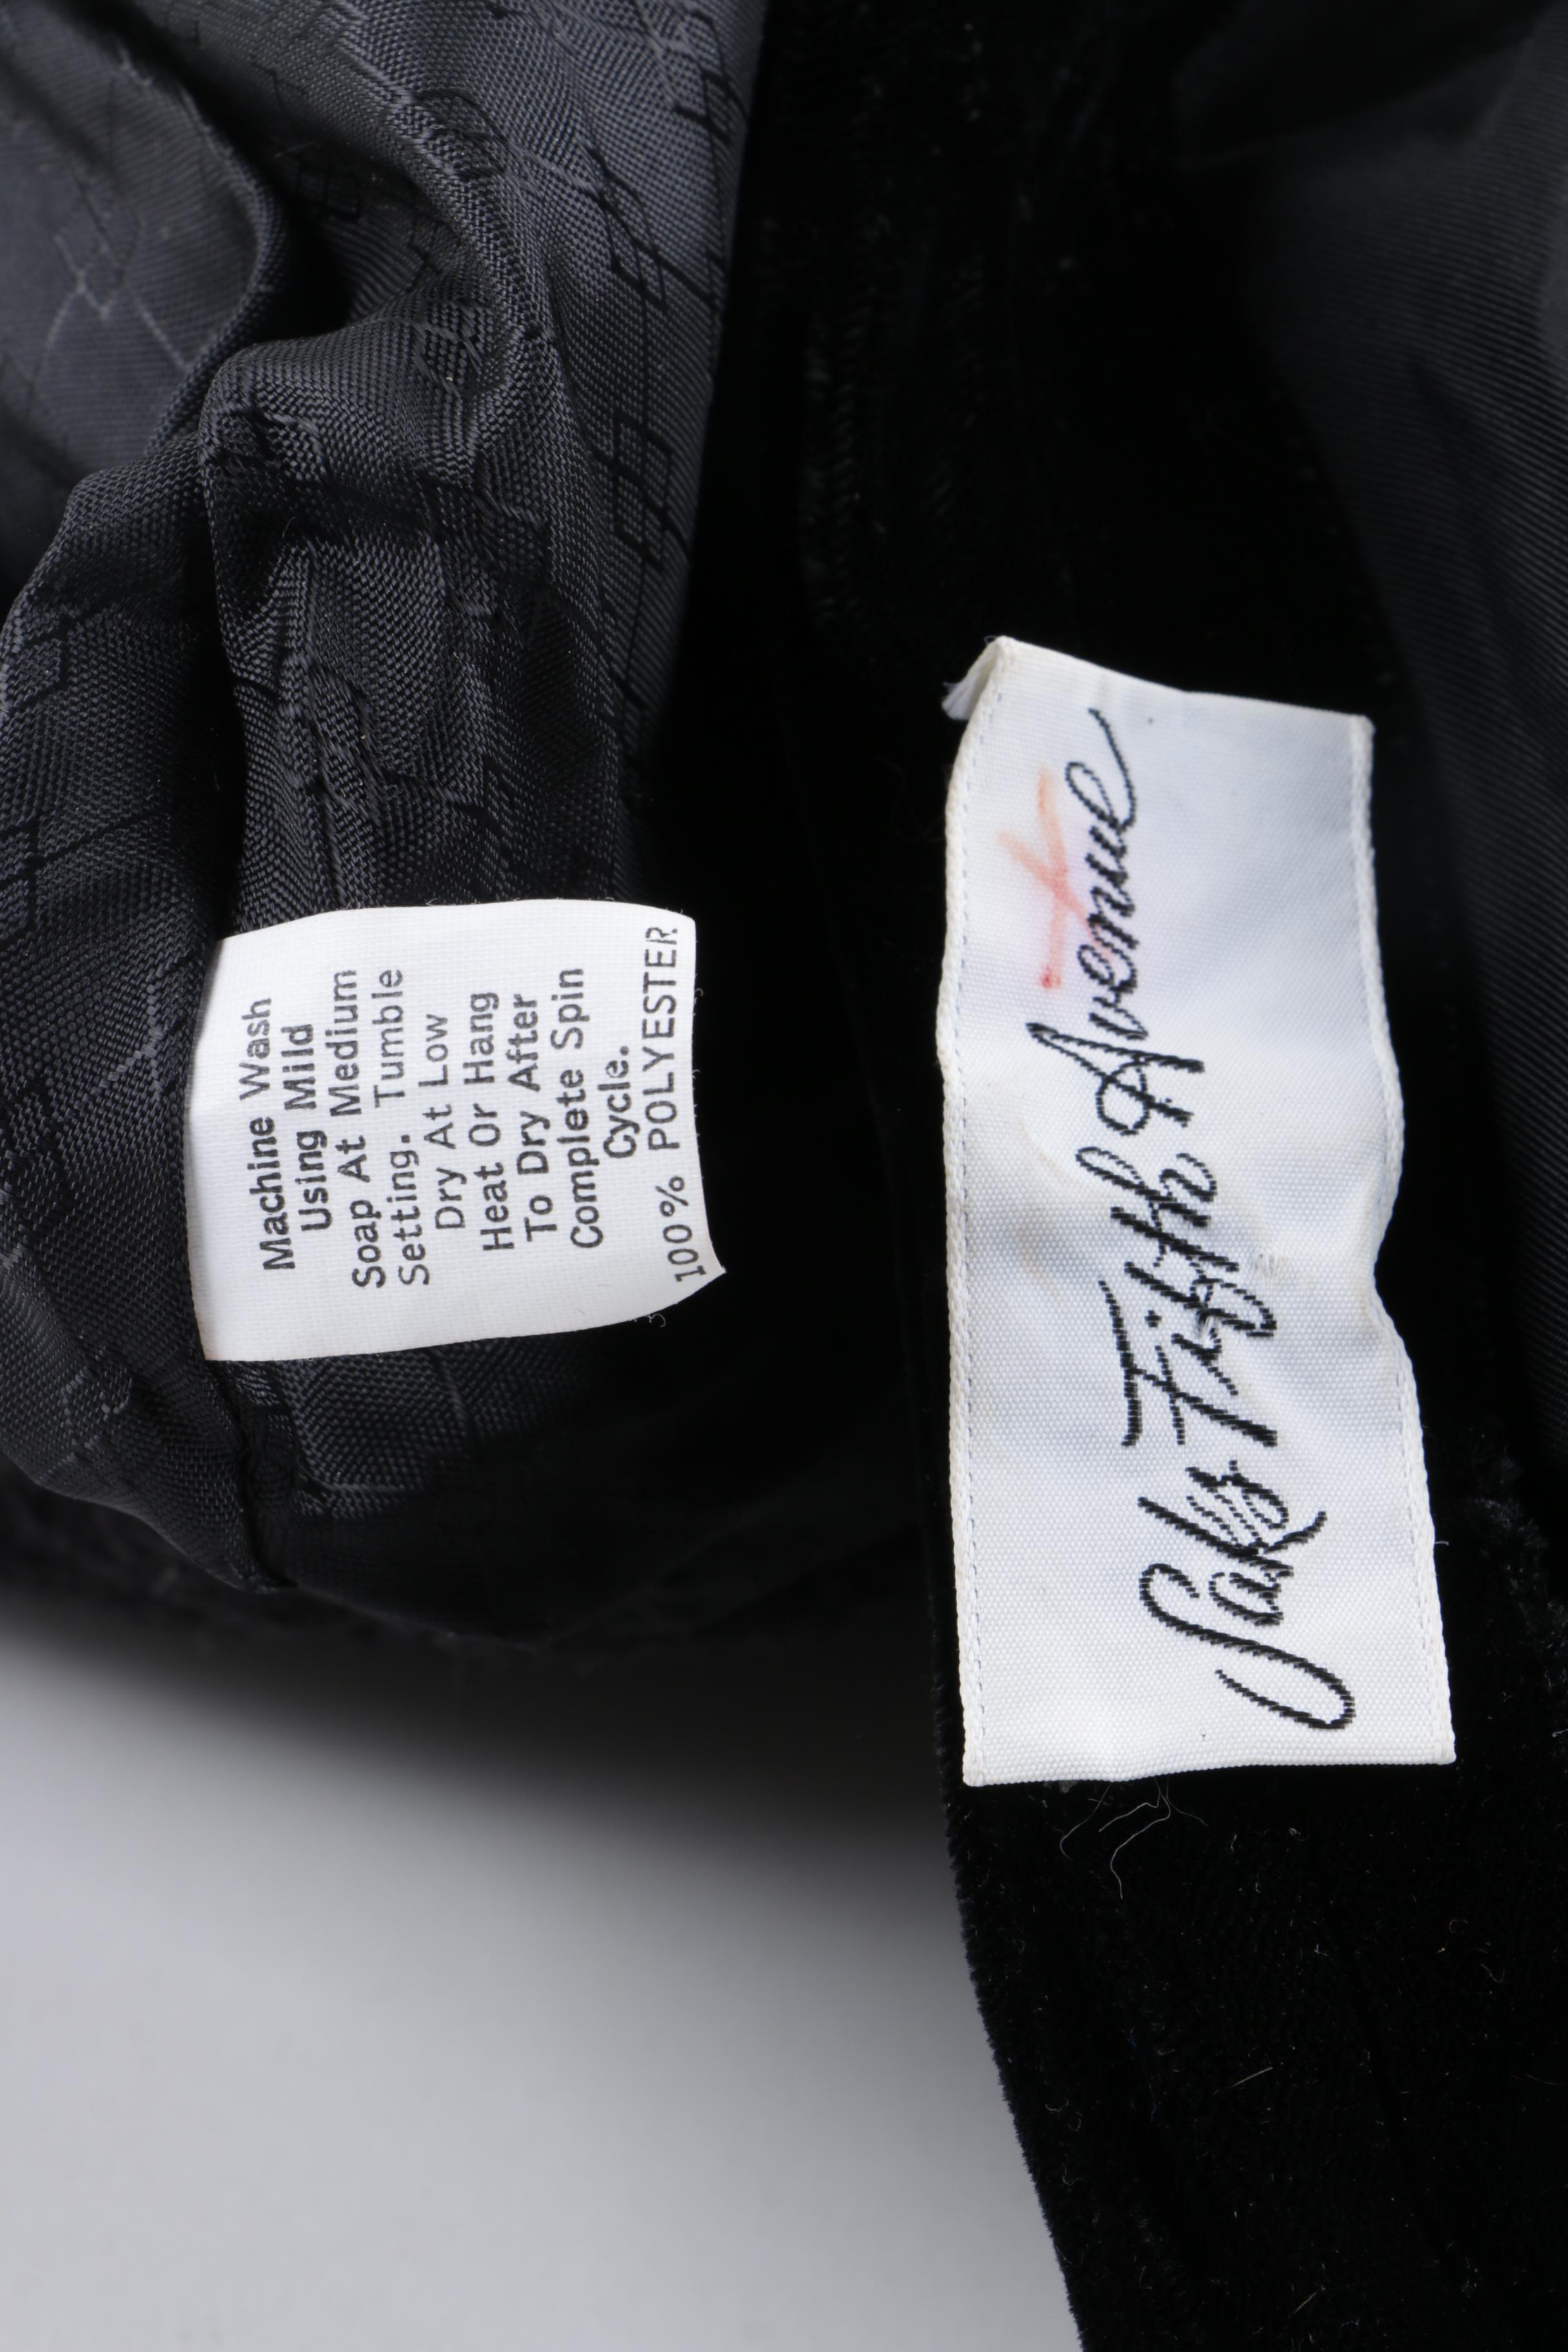 Machine Wash
Using Mild
Soap At Medium
Setting. Tumble
Dry At Low
Heat Or Hang
To Dry After
Complete Spin
Cycle.
100% POLYESTER
Saks Fifth Avenue